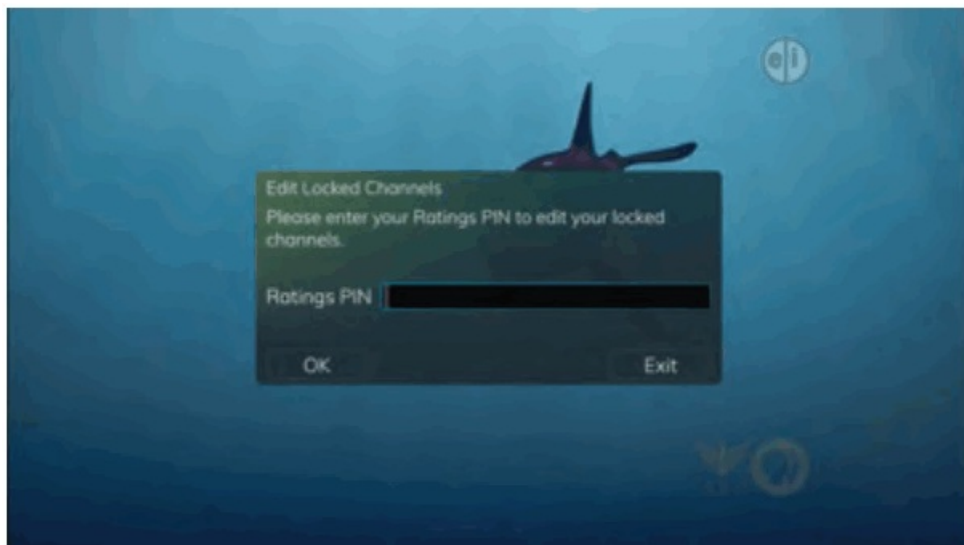 e i
Edit Locked Channels
Please enter your Ratings PIN to edit your locked
channels.
Ratings PIN
OK
Exit